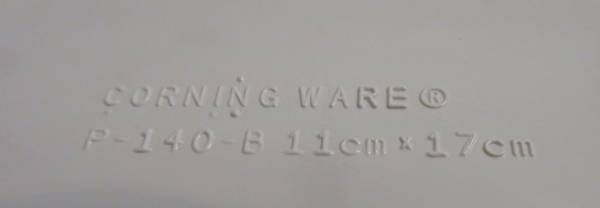 CORNING WARE®
P-140-B 11cm x 17cm